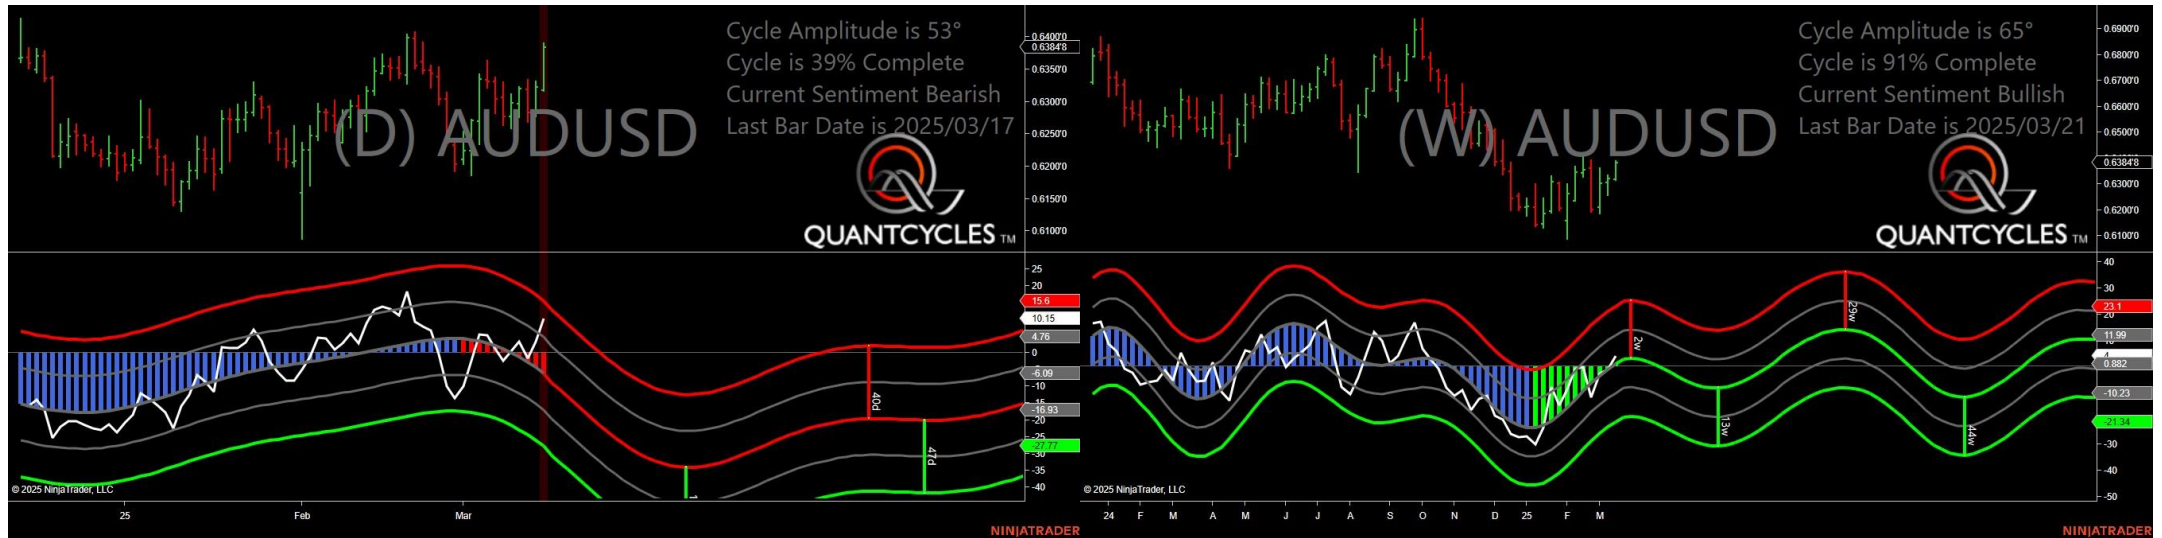 Cycle Amplitude is 53°
Cycle is 39% Complete
Current Sentiment Bearish
Last Bar Date is 2025/03/17
(D) AUDUSD
QUANTCYCLES TM
0.6400'0
0.6384'8
0.6350'0
0.6300'0
0.6250'0
0.6200'0
0.6150'0
0.6100'0
25
20
15.6
10.15
4.76
0
-6.09
-10
-15
-16.93
-20
-25
-27.77
-30
-35
-40
40d
47d
1
© 2025 NinjaTrader, LLC
25 Feb Mar
NINJATRADER
Cycle Amplitude is 65°
Cycle is 91% Complete
Current Sentiment Bullish
Last Bar Date is 2025/03/21
(W) AUDUSD
QUANTCYCLES TM
0.6900'0
0.6800'0
0.6700'0
0.6600'0
0.6500'0
0.6384'8
0.6300'0
0.6200'0
0.6100'0
40
30
23.1
20
11.99
4
0.882
-10.23
-21.34
-30
-40
-50
2w
29w
13w
44w
© 2025 NinjaTrader, LLC
24 F M A M J J A S O N D 25 F M
NINJATRADER